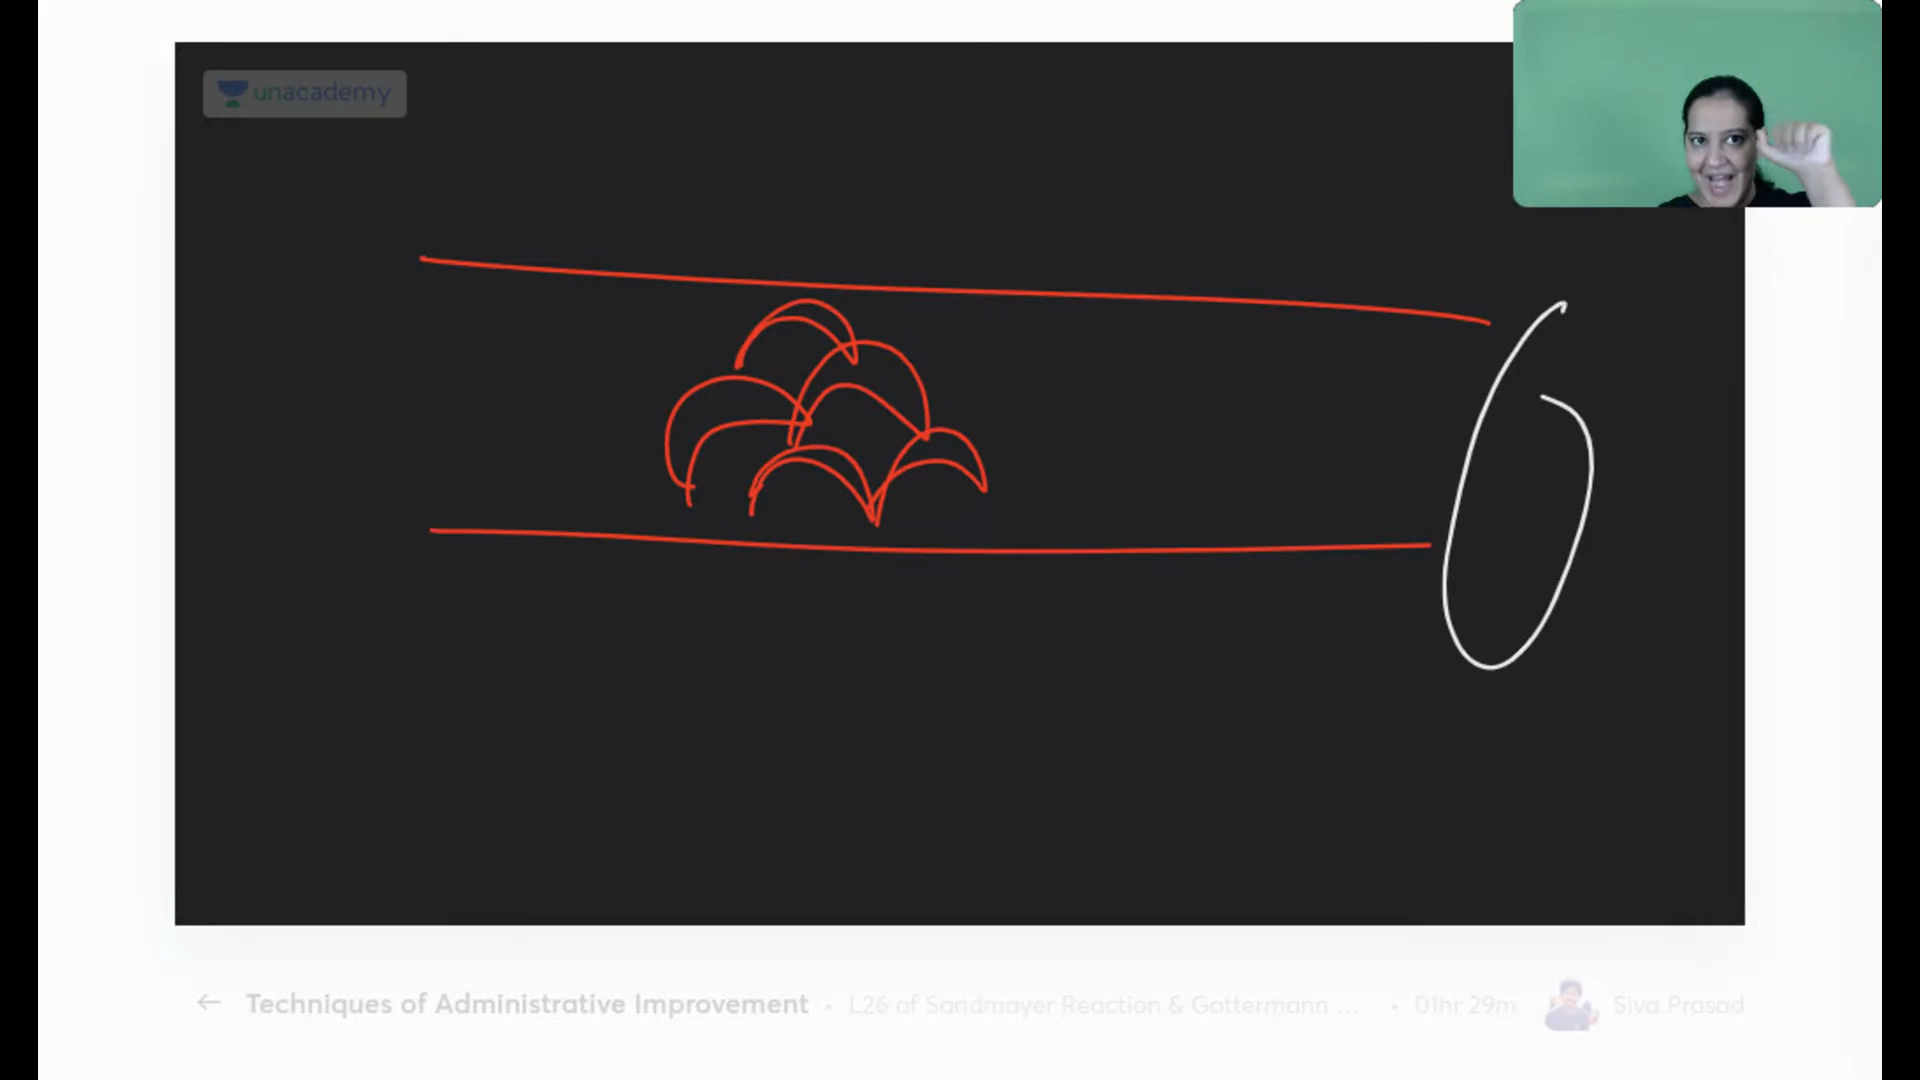 unacademy
Techniques of Administrative Improvement • L26 of Sandmayer Reaction & Gattermann ... • 01hr 29m Siva Prasad